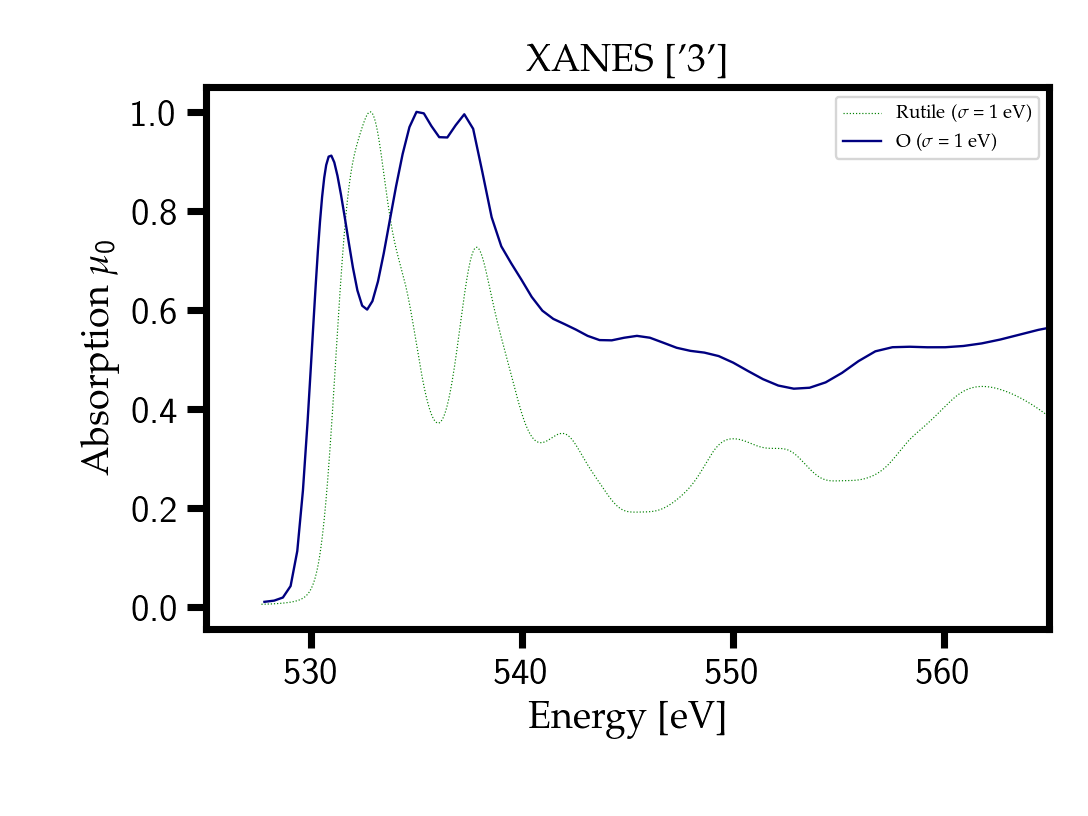 XANES ['3']
Rutile (σ = 1 eV)
O (σ = 1 eV)
Absorption μ₀
1.0
0.8
0.6
0.4
0.2
0.0
530 540 550 560
Energy [eV]